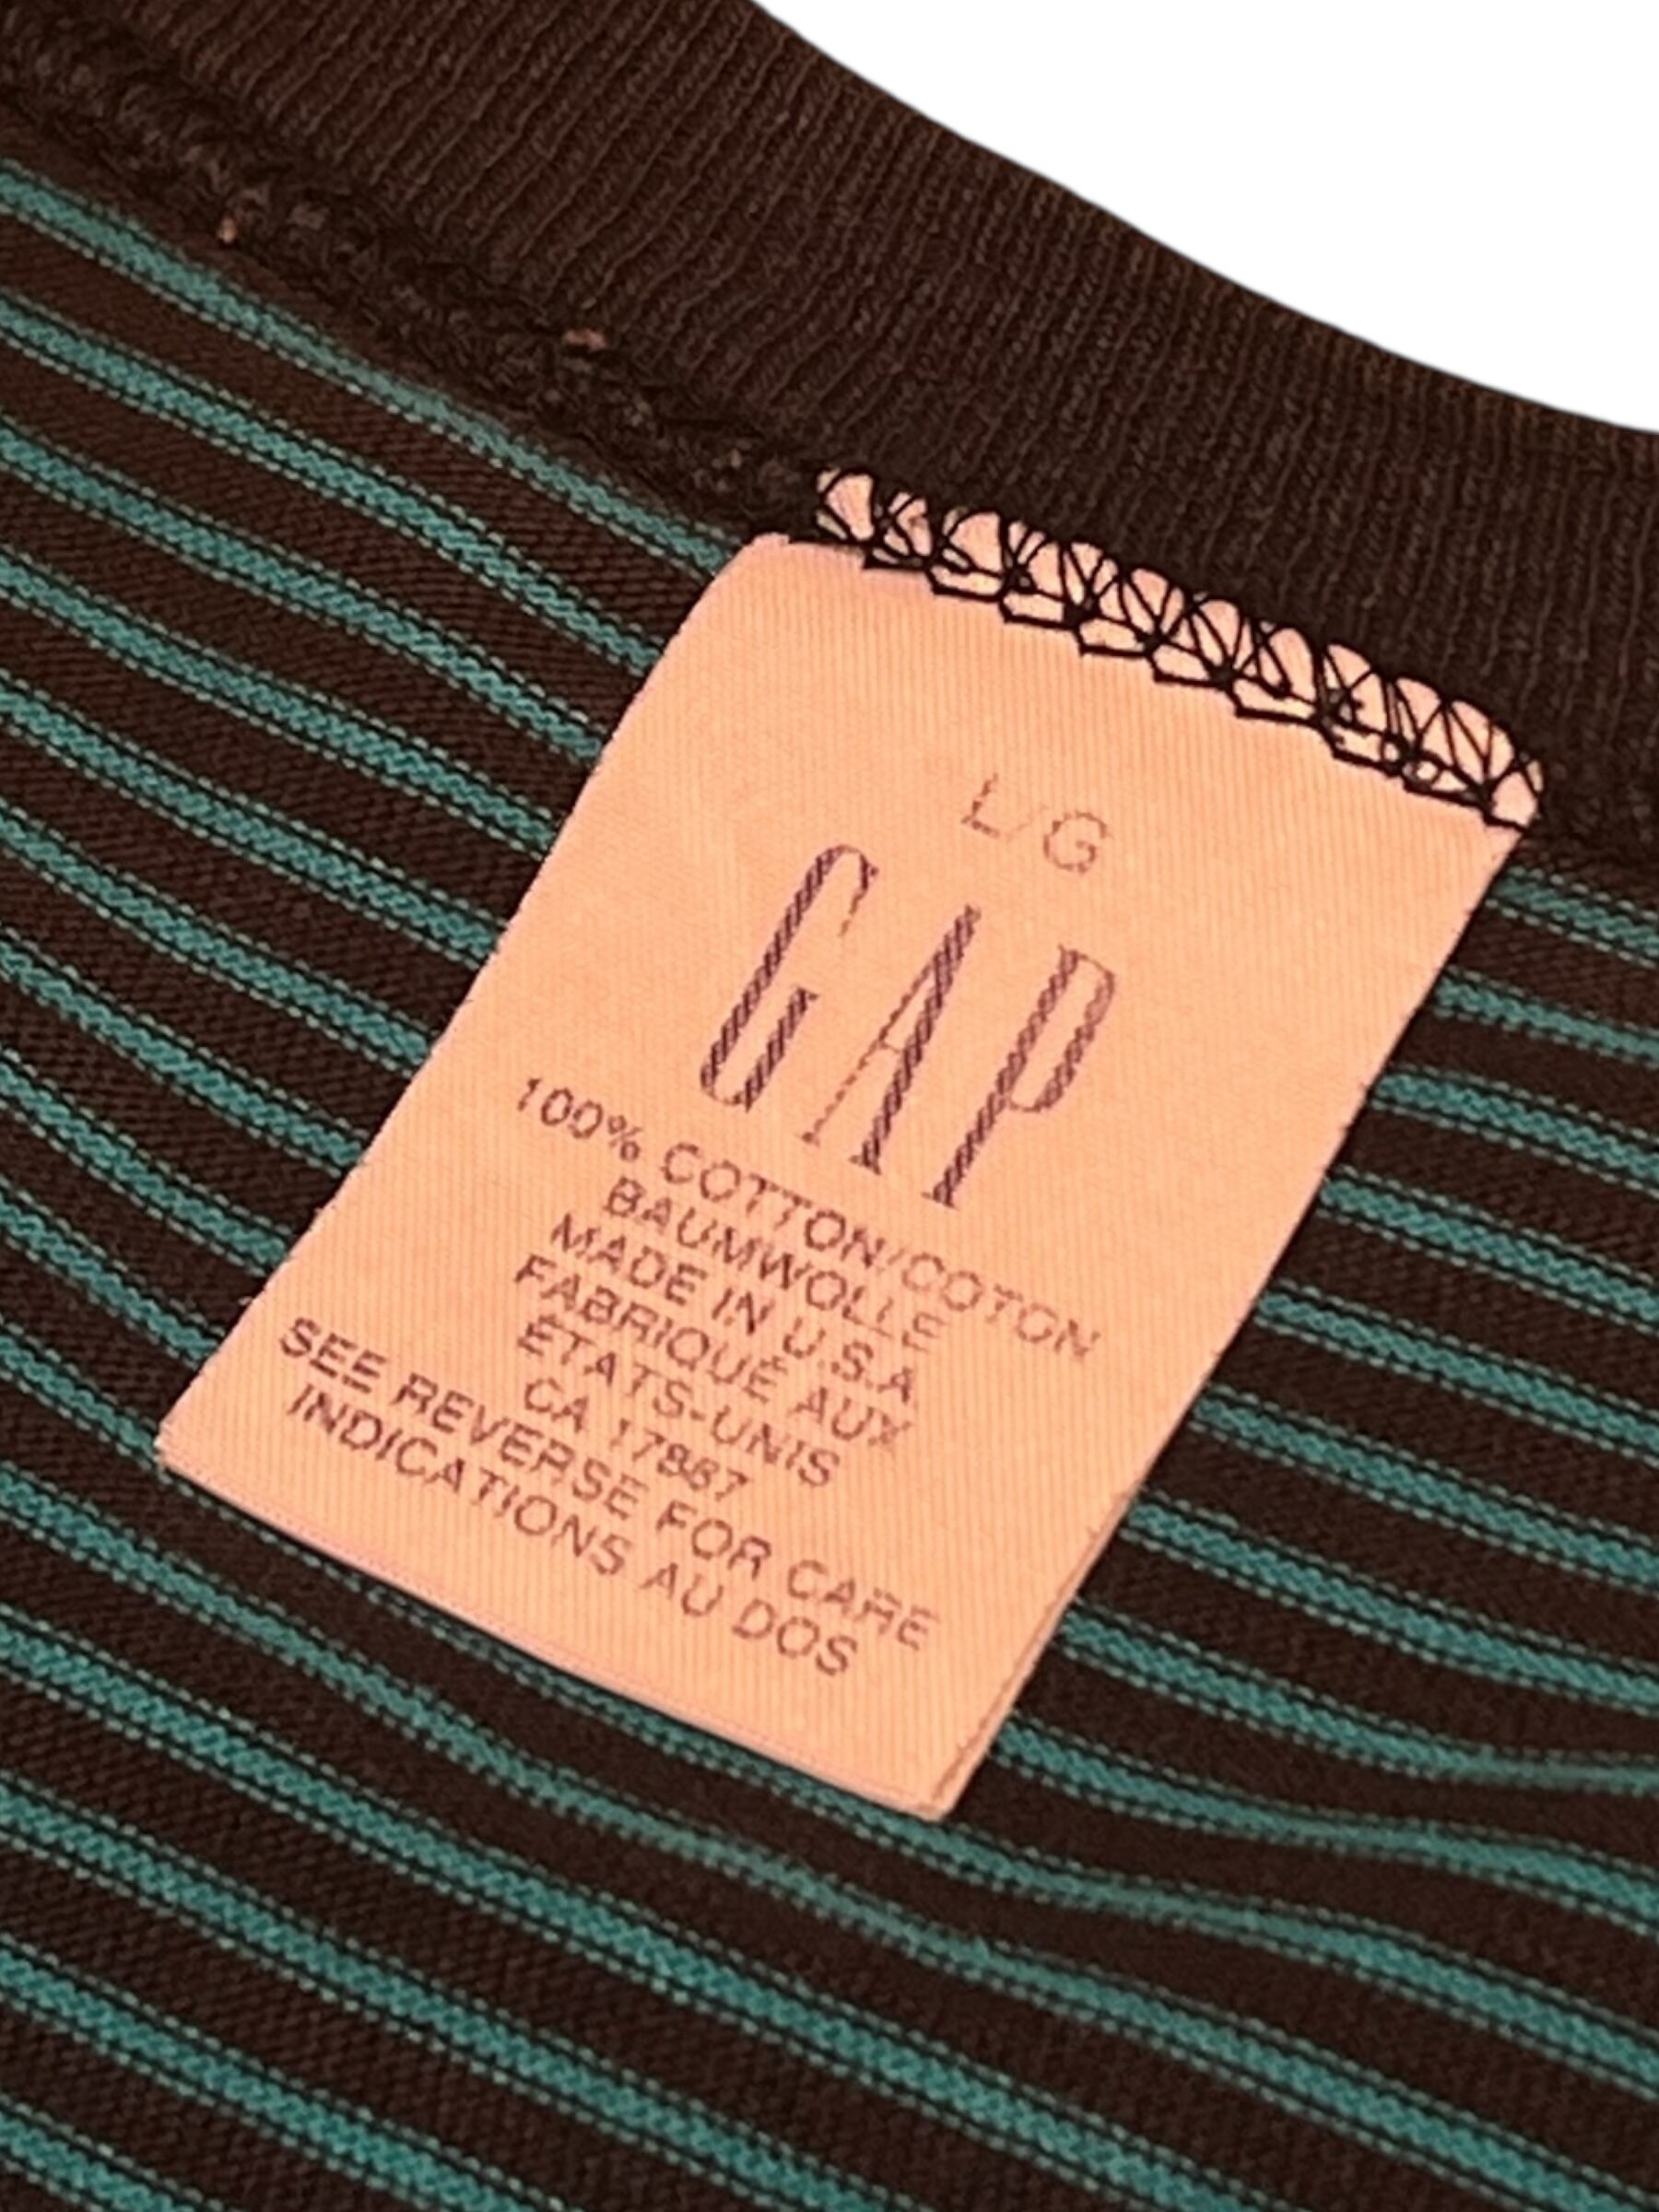 L/G
GAP
100% COTTON/COTON
BAUMWOLLE
MADE IN U.S.A
FABRIQUÉ AUX
ÉTATS-UNIS
CA 17887
SEE REVERSE FOR CARE
INDICATIONS AU DOS